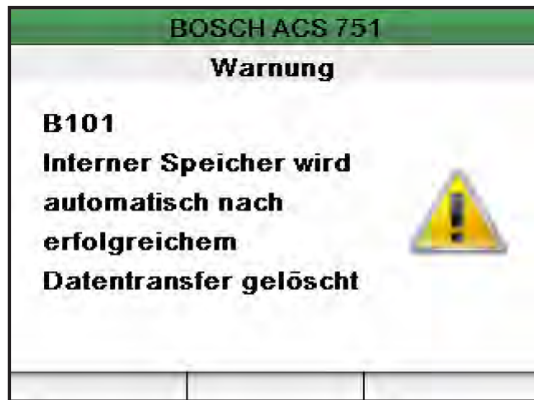 BOSCH ACS 751
Warnung
B101
Interner Speicher wird
automatisch nach
erfolgreichem
Datentransfer gelöscht